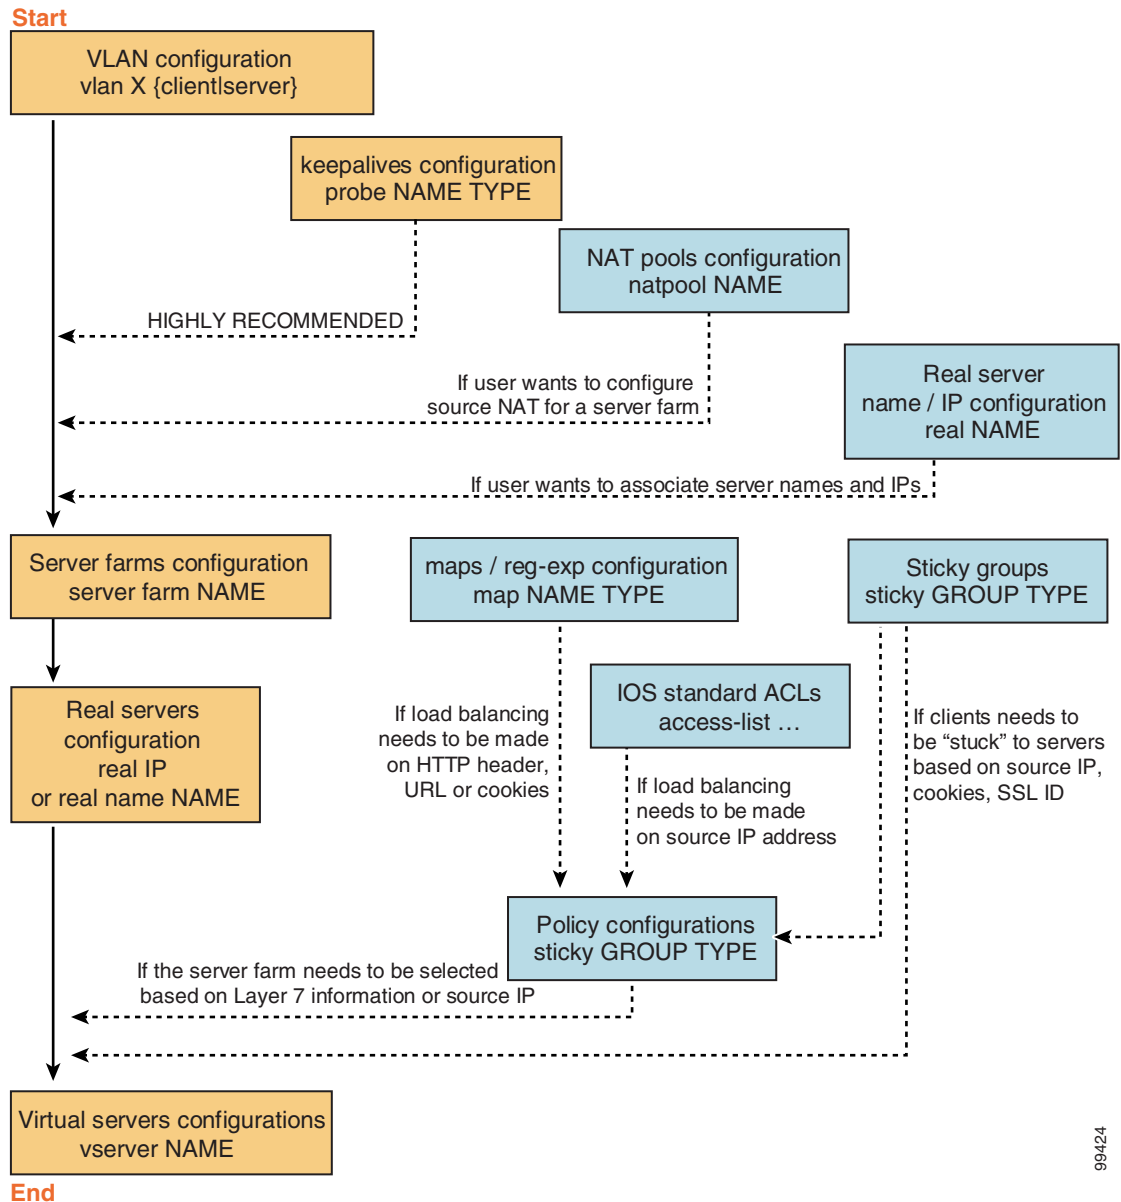 Start
VLAN configuration
vlan X {client|server}
keepalives configuration
probe NAME TYPE
NAT pools configuration
natpool NAME
HIGHLY RECOMMENDED
If user wants to configure
source NAT for a server farm
Real server
name / IP configuration
real NAME
If user wants to associate server names and IPs
Server farms configuration
server farm NAME
maps / reg-exp configuration
map NAME TYPE
Sticky groups
sticky GROUP TYPE
Real servers
configuration
real IP
or real name NAME
IOS standard ACLs
access-list …
If load balancing
needs to be made
on HTTP header,
URL or cookies
If load balancing
needs to be made
on source IP address
If clients needs to
be “stuck” to servers
based on source IP,
cookies, SSL ID
Policy configurations
sticky GROUP TYPE
If the server farm needs to be selected
based on Layer 7 information or source IP
Virtual servers configurations
vserver NAME
End
99424